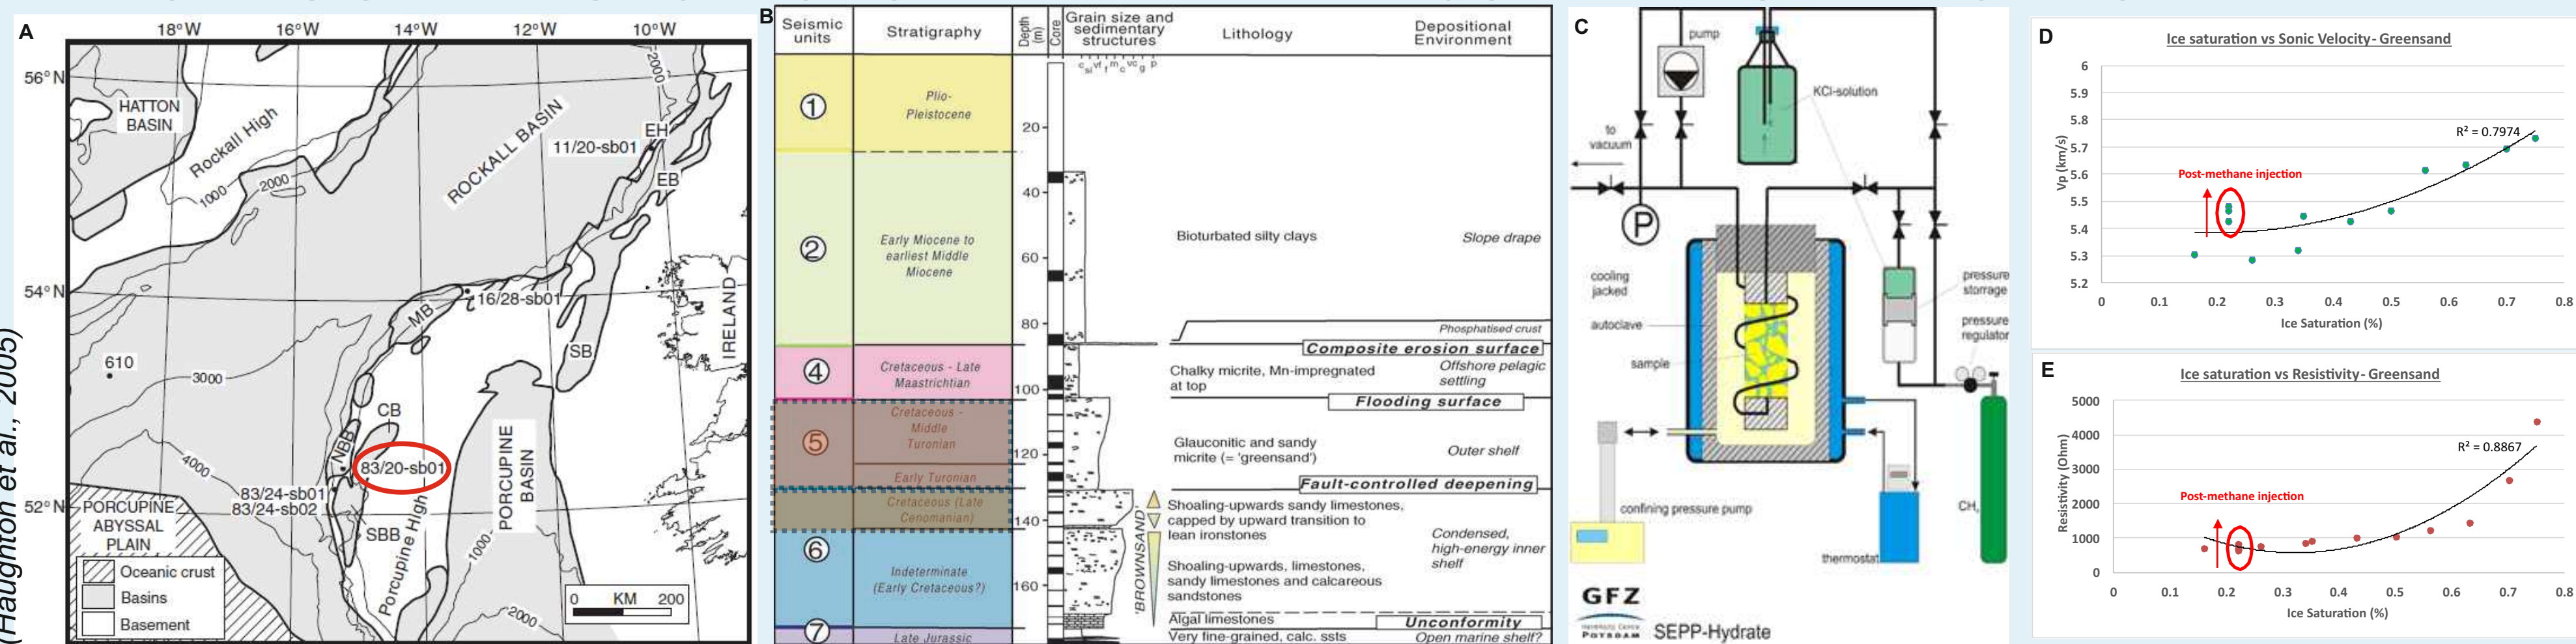 (Haughton et al., 2005)
A
18°W 16°W 14°W 12°W 10°W
56°N
54°N
52°N
HATTON
BASIN
Rockall High
1000
2000
ROCKALL BASIN
2000
EH
11/20-sb01
EB
16/28-sb01
MB
610
3000
SB
IRELAND
CB
NBB
83/20-sb01
4000
83/24-sb01
83/24-sb02
PORCUPINE
ABYSSAL
PLAIN
SBB
Porcupine High
PORCUPINE
BASIN
1000
2000
Oceanic crust
Basins
Basement
0 KM 200
B
Seismic
units
Stratigraphy
Depth
(m)
Core
Grain size and
sedimentary
structures
Lithology
Depositional
Environment
c si vf f m c vc g p
1
Plio-
Pleistocene
20
40
60
80
100
120
140
160
2
Early Miocene to
earliest Middle
Miocene
Bioturbated silty clays
Slope drape
Phosphatised crust
Composite erosion surface
4
Cretaceous - Late
Maastrichtian
Chalky micrite, Mn-impregnated
at top
Offshore pelagic
settling
Flooding surface
5
Cretaceous -
Middle
Turonian
Glauconitic and sandy
micrite (= 'greensand')
Outer shelf
Early Turonian
Fault-controlled deepening
Cretaceous (Late
Cenomanian)
Shoaling-upwards sandy limestones,
capped by upward transition to
lean ironstones
'BROWNSAND'
Condensed,
high-energy inner
shelf
6
Indeterminate
(Early Cretaceous?)
Shoaling-upwards, limestones,
sandy limestones and calcareous
sandstones
Algal limestones
Unconformity
7
Late Jurassic
Very fine-grained, calc. ssts
Open marine shelf?
C
pump
KCl-solution
to
vacuum
P
cooling
jacked
autoclave
sample
pressure
storrage
pressure
regulator
confining pressure pump
thermostat
CH4
GFZ
POTSDAM
SEPP-Hydrate
D
Ice saturation vs Sonic Velocity- Greensand
6
5.9
5.8
5.7
5.6
5.5
5.4
5.3
5.2
Vp (km/s)
R² = 0.7974
Post-methane injection
0 0.1 0.2 0.3 0.4 0.5 0.6 0.7 0.8
Ice Saturation (%)
E
Ice saturation vs Resistivity- Greensand
5000
4000
3000
2000
1000
0
Resistivity (Ohm)
R² = 0.8867
Post-methane injection
0 0.1 0.2 0.3 0.4 0.5 0.6 0.7 0.8
Ice Saturation (%)